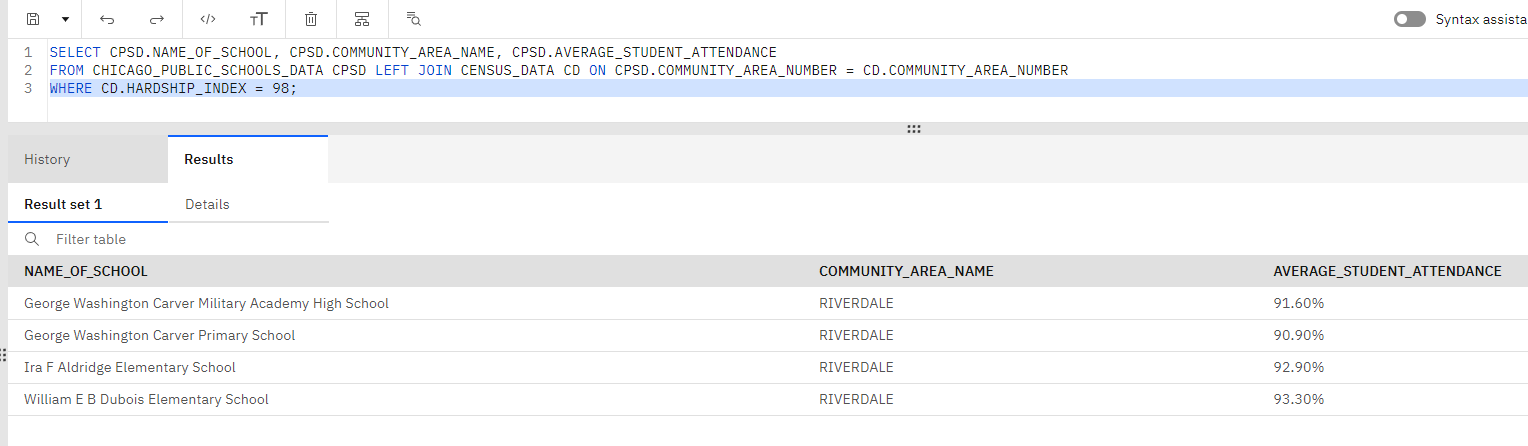 </> TT Syntax assista
1 SELECT CPSD.NAME_OF_SCHOOL, CPSD.COMMUNITY_AREA_NAME, CPSD.AVERAGE_STUDENT_ATTENDANCE
2 FROM CHICAGO_PUBLIC_SCHOOLS_DATA CPSD LEFT JOIN CENSUS_DATA CD ON CPSD.COMMUNITY_AREA_NUMBER = CD.COMMUNITY_AREA_NUMBER
3 WHERE CD.HARDSHIP_INDEX = 98;
History Results
Result set 1 Details
Filter table
NAME_OF_SCHOOL COMMUNITY_AREA_NAME AVERAGE_STUDENT_ATTENDANCE
George Washington Carver Military Academy High School RIVERDALE 91.60%
George Washington Carver Primary School RIVERDALE 90.90%
Ira F Aldridge Elementary School RIVERDALE 92.90%
William E B Dubois Elementary School RIVERDALE 93.30%